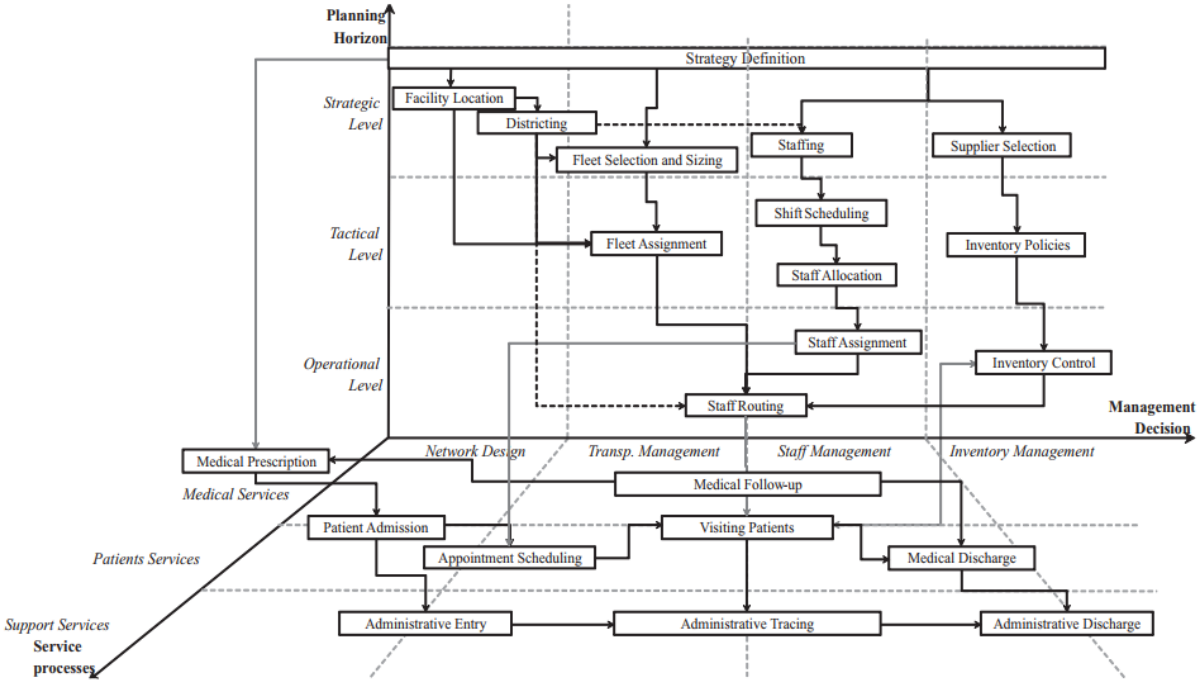 Planning
Horizon
Strategy Definition
Strategic
Level
Facility Location
Districting
Fleet Selection and Sizing
Staffing
Supplier Selection
Tactical
Level
Shift Scheduling
Fleet Assignment
Inventory Policies
Staff Allocation
Operational
Level
Staff Assignment
Inventory Control
Staff Routing
Management
Decision
Network Design
Transp. Management
Staff Management
Inventory Management
Medical Prescription
Medical Services
Medical Follow-up
Patient Admission
Visiting Patients
Patients Services
Appointment Scheduling
Medical Discharge
Support Services
Service
processes
Administrative Entry
Administrative Tracing
Administrative Discharge